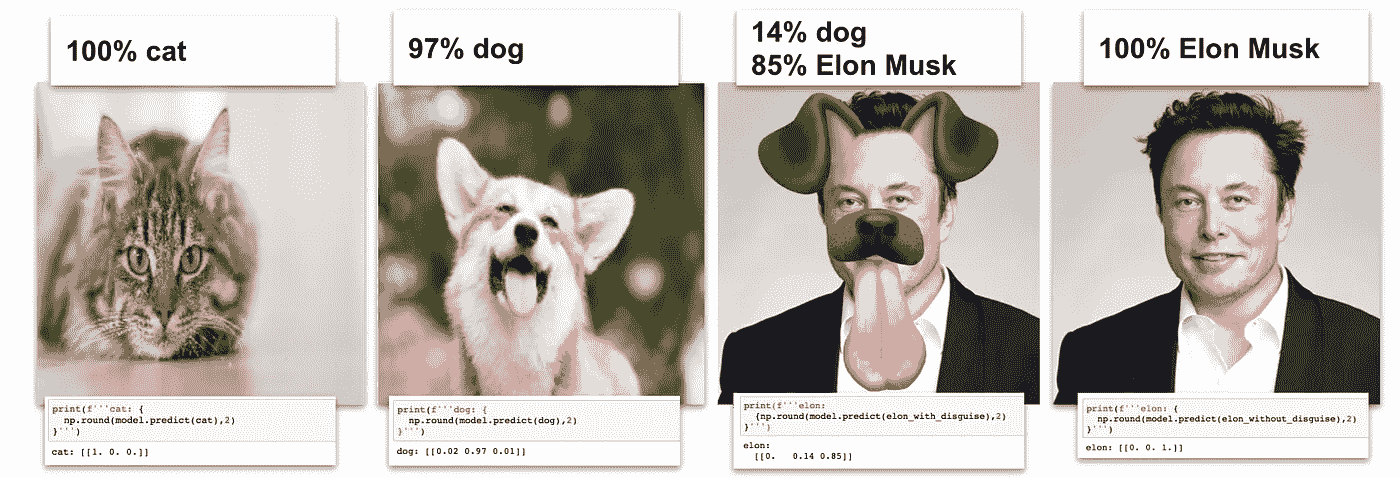 100% cat
97% dog
14% dog
85% Elon Musk
100% Elon Musk
print(f'''cat: {
np.round(model.predict(cat),2)
}''')
cat: [[1. 0. 0.]]
print(f'''dog: {
np.round(model.predict(dog),2)
}''')
dog: [[0.02 0.97 0.01]]
print(f'''elon:
{np.round(model.predict(elon_with_disguise),2)
}''')
elon:
[[0. 0.14 0.85]]
print(f'''elon: {
np.round(model.predict(elon_without_disguise),2)
}''')
elon: [[0. 0. 1.]]